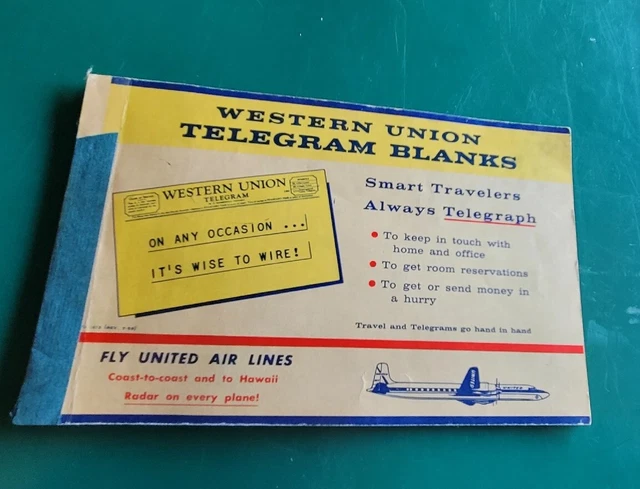 WESTERN UNION
TELEGRAM BLANKS
WESTERN UNION
TELEGRAM
ON ANY OCCASION ...
IT'S WISE TO WIRE!
Smart Travelers
Always Telegraph
• To keep in touch with
home and office
• To get room reservations
• To get or send money in
a hurry
Travel and Telegrams go hand in hand
FLY UNITED AIR LINES
Coast-to-coast and to Hawaii
Radar on every plane!
UNITED